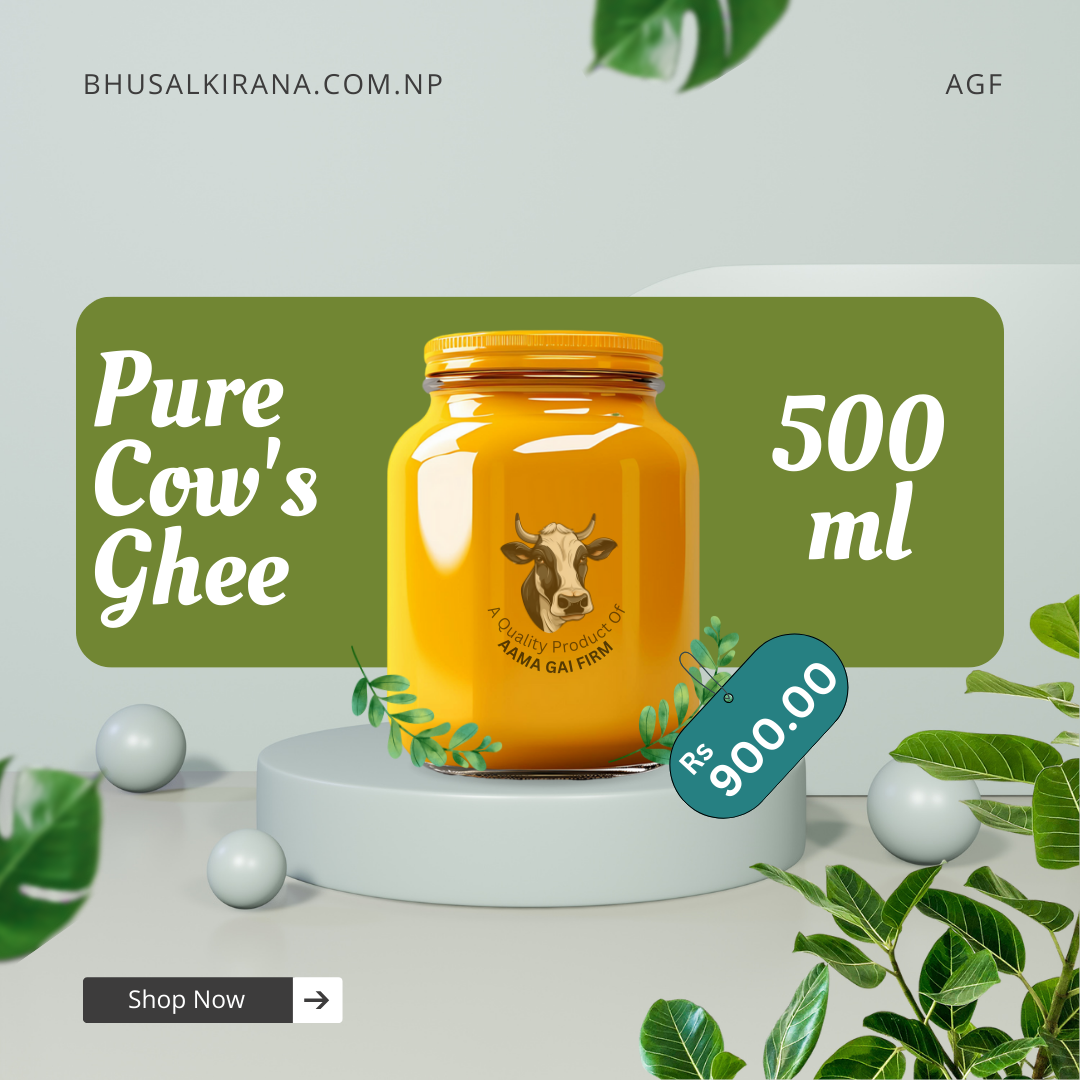 BHUSALKIRANA.COM.NP
AGF
Pure
Cow's
Ghee
500
ml
A Quality Product Of
AAMA GAI FIRM
Rs
900.00
Shop Now